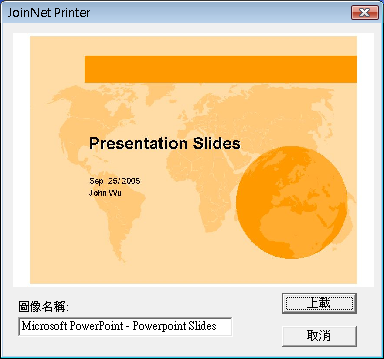 JoinNet Printer
Presentation Slides
Sep 25/2005
John Wu
圖像名稱:
Microsoft PowerPoint - Powerpoint Slides
上載
取消